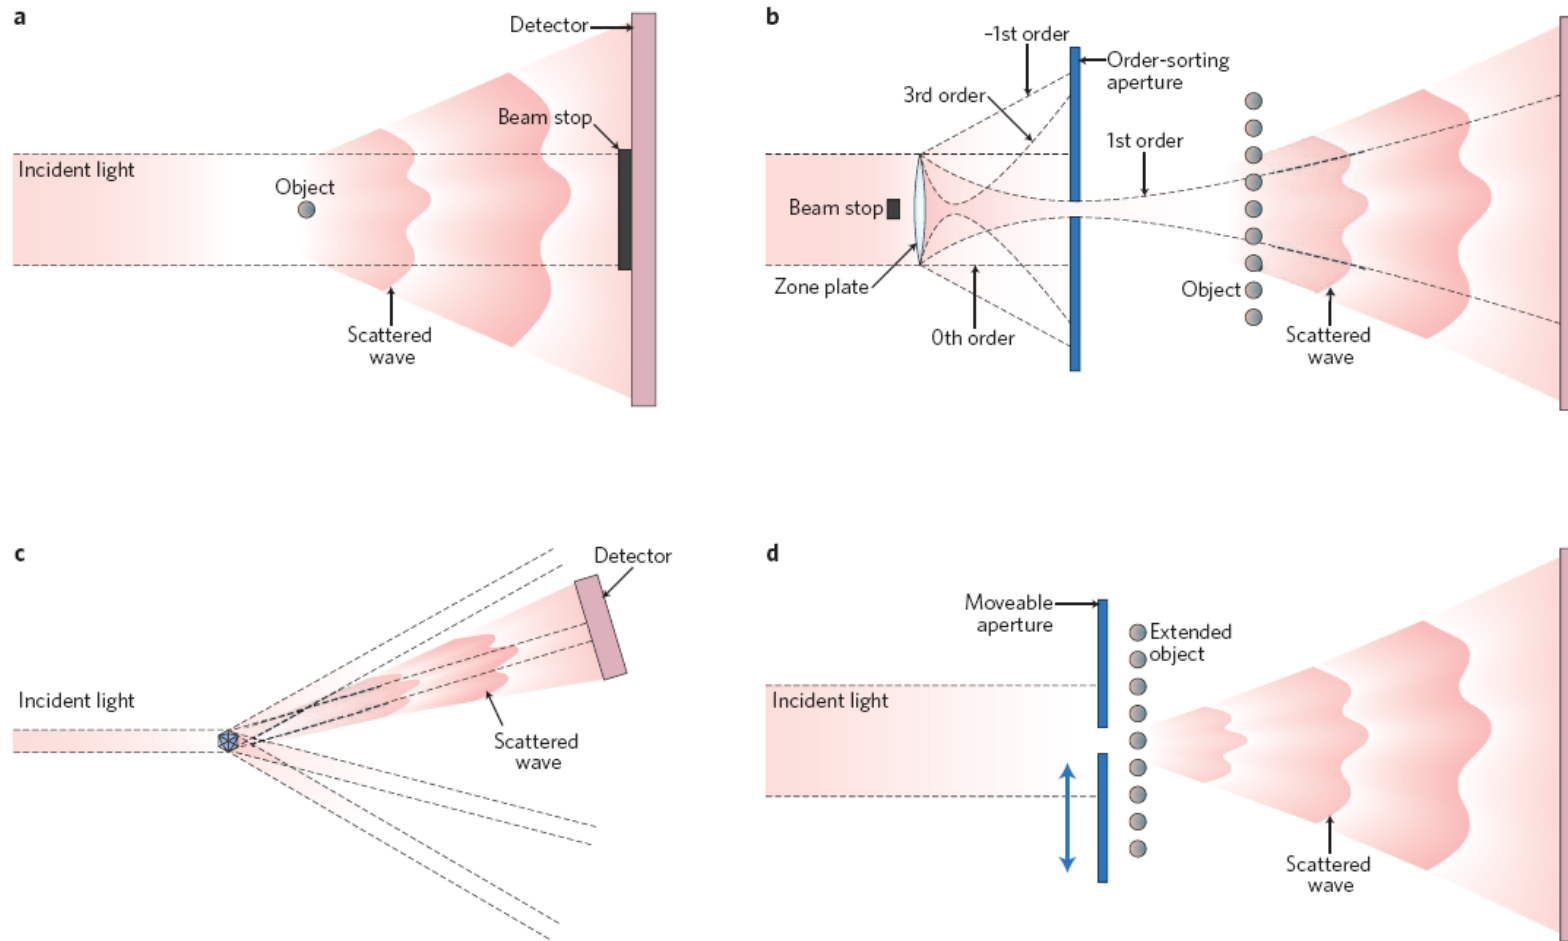 a
Detector
Beam stop
Incident light
Object
Scattered
wave
b
–1st order
Order-sorting
aperture
3rd order
1st order
Beam stop
Zone plate
Object
0th order
Scattered
wave
c
Detector
Incident light
Scattered
wave
d
Moveable
aperture
Extended
object
Incident light
Scattered
wave